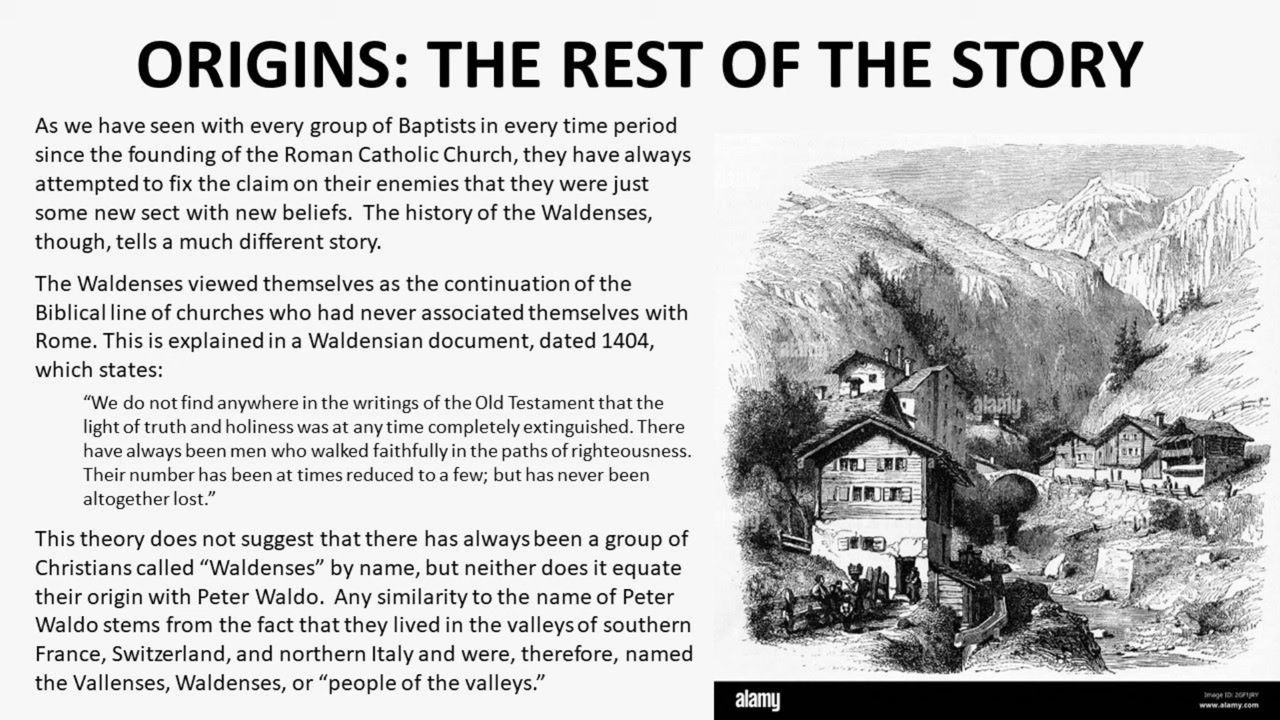 ORIGINS: THE REST OF THE STORY
As we have seen with every group of Baptists in every time period
since the founding of the Roman Catholic Church, they have always
attempted to fix the claim on their enemies that they were just
some new sect with new beliefs.  The history of the Waldenses,
though, tells a much different story.
The Waldenses viewed themselves as the continuation of the
Biblical line of churches who had never associated themselves with
Rome. This is explained in a Waldensian document, dated 1404,
which states:
“We do not find anywhere in the writings of the Old Testament that the
light of truth and holiness was at any time completely extinguished. There
have always been men who walked faithfully in the paths of righteousness.
Their number has been at times reduced to a few; but has never been
altogether lost.”
This theory does not suggest that there has always been a group of
Christians called “Waldenses” by name, but neither does it equate
their origin with Peter Waldo.  Any similarity to the name of Peter
Waldo stems from the fact that they lived in the valleys of southern
France, Switzerland, and northern Italy and were, therefore, named
the Vallenses, Waldenses, or “people of the valleys.”
alamy
alamy
alamy
alamy
a
alamy
Image ID: 2GF1JRY
www.alamy.com